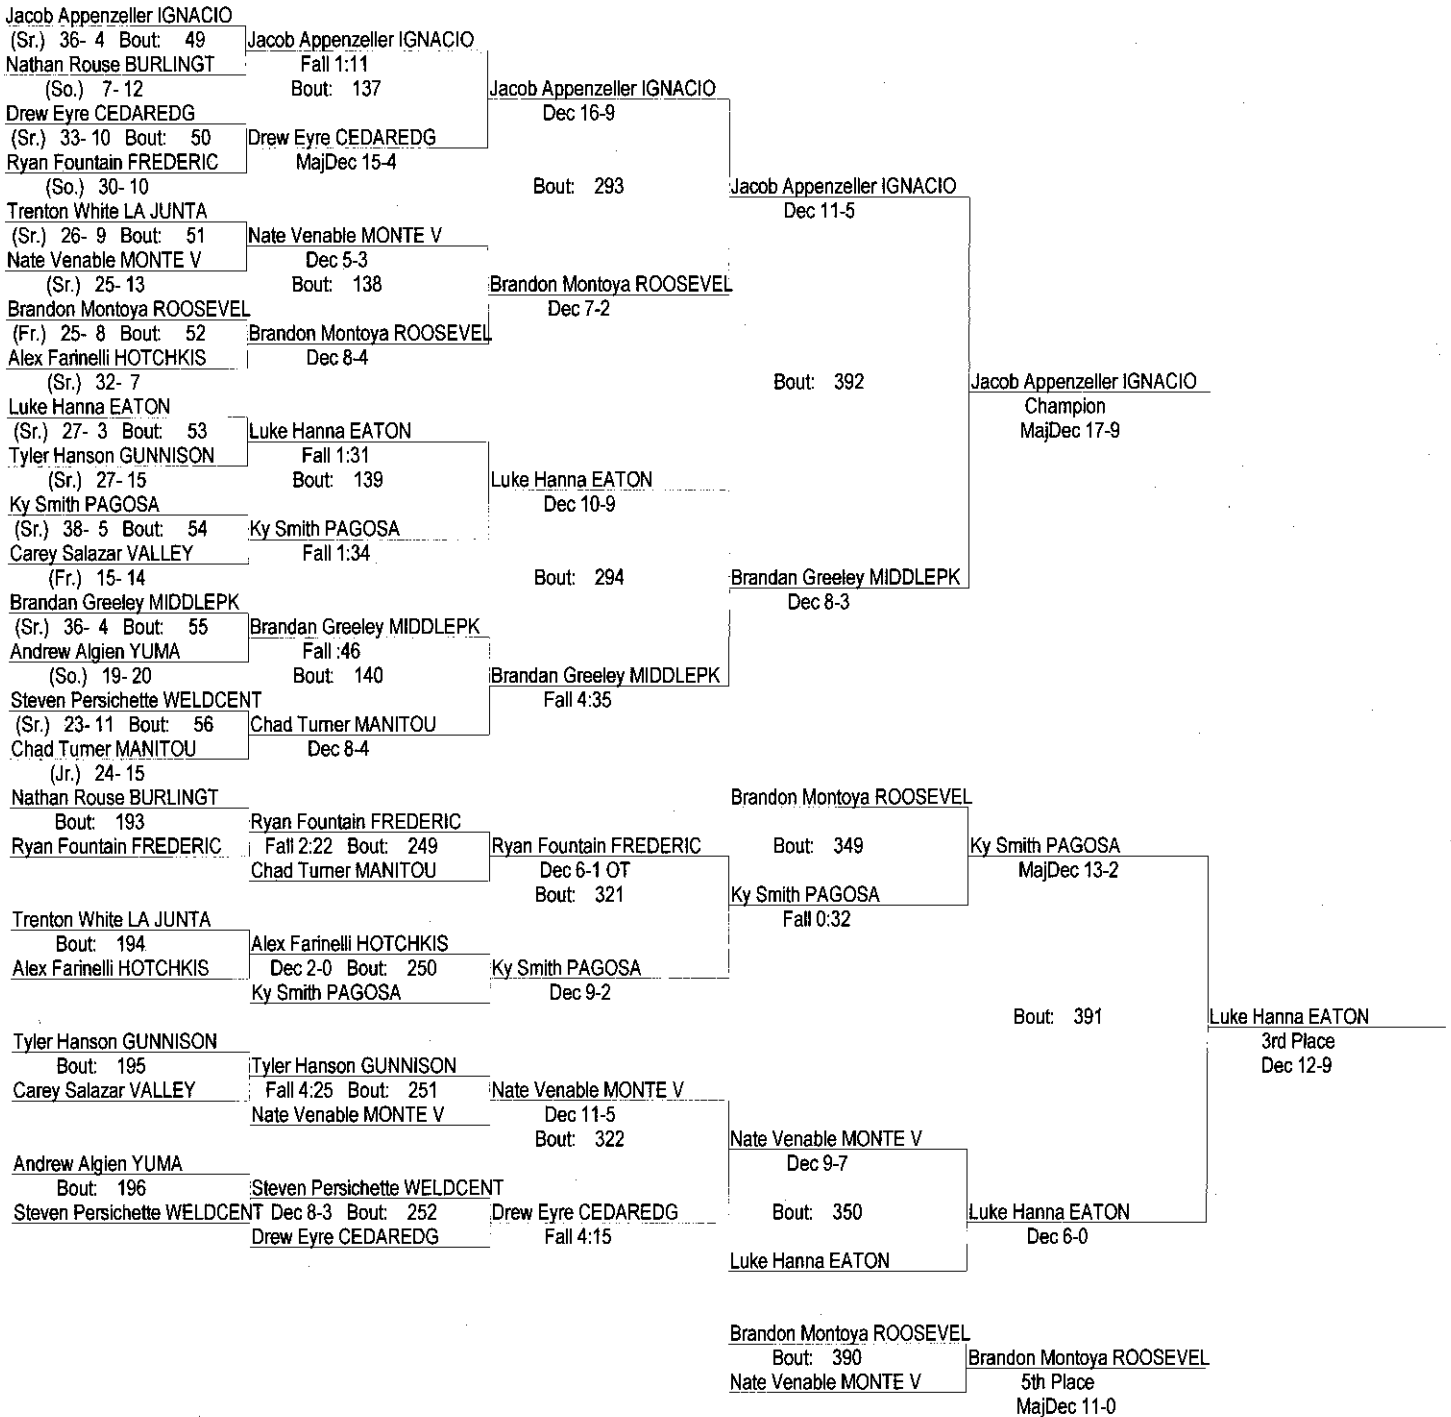 Jacob Appenzeller IGNACIO
(Sr.) 36- 4 Bout: 49
Nathan Rouse BURLINGT
(So.) 7- 12
Drew Eyre CEDAREDG
(Sr.) 33- 10 Bout: 50
Ryan Fountain FREDERIC
(So.) 30- 10
Trenton White LA JUNTA
(Sr.) 26- 9 Bout: 51
Nate Venable MONTE V
(Sr.) 25- 13
Brandon Montoya ROOSEVEL
(Fr.) 25- 8 Bout: 52
Alex Farinelli HOTCHKIS
(Sr.) 32- 7
Luke Hanna EATON
(Sr.) 27- 3 Bout: 53
Tyler Hanson GUNNISON
(Sr.) 27- 15
Ky Smith PAGOSA
(Sr.) 38- 5 Bout: 54
Carey Salazar VALLEY
(Fr.) 15- 14
Brandan Greeley MIDDLEPK
(Sr.) 36- 4 Bout: 55
Andrew Algien YUMA
(So.) 19- 20
Steven Persichette WELDCENT
(Sr.) 23- 11 Bout: 56
Chad Turner MANITOU
(Jr.) 24- 15
Jacob Appenzeller IGNACIO
Fall 1:11
Bout: 137
Drew Eyre CEDAREDG
MajDec 15-4
Nate Venable MONTE V
Dec 5-3
Bout: 138
Brandon Montoya ROOSEVEL
Dec 8-4
Luke Hanna EATON
Fall 1:31
Bout: 139
Ky Smith PAGOSA
Fall 1:34
Brandan Greeley MIDDLEPK
Fall :46
Bout: 140
Chad Turner MANITOU
Dec 8-4
Jacob Appenzeller IGNACIO
Dec 16-9
Bout: 293
Brandon Montoya ROOSEVEL
Dec 7-2
Luke Hanna EATON
Dec 10-9
Bout: 294
Brandan Greeley MIDDLEPK
Fall 4:35
Jacob Appenzeller IGNACIO
Dec 11-5
Bout: 392
Brandan Greeley MIDDLEPK
Dec 8-3
Jacob Appenzeller IGNACIO
Champion
MajDec 17-9
Nathan Rouse BURLINGT
Bout: 193
Ryan Fountain FREDERIC
Trenton White LA JUNTA
Bout: 194
Alex Farinelli HOTCHKIS
Tyler Hanson GUNNISON
Bout: 195
Carey Salazar VALLEY
Andrew Algien YUMA
Bout: 196
Steven Persichette WELDCENT
Ryan Fountain FREDERIC
Fall 2:22 Bout: 249
Chad Turner MANITOU
Alex Farinelli HOTCHKIS
Dec 2-0 Bout: 250
Ky Smith PAGOSA
Tyler Hanson GUNNISON
Fall 4:25 Bout: 251
Nate Venable MONTE V
Steven Persichette WELDCENT
Dec 8-3 Bout: 252
Drew Eyre CEDAREDG
Ryan Fountain FREDERIC
Dec 6-1 OT
Bout: 321
Ky Smith PAGOSA
Dec 9-2
Nate Venable MONTE V
Dec 11-5
Bout: 322
Drew Eyre CEDAREDG
Fall 4:15
Brandon Montoya ROOSEVEL
Bout: 349
Ky Smith PAGOSA
Fall 0:32
Nate Venable MONTE V
Dec 9-7
Bout: 350
Luke Hanna EATON
Ky Smith PAGOSA
MajDec 13-2
Bout: 391
Luke Hanna EATON
Dec 6-0
Luke Hanna EATON
3rd Place
Dec 12-9
Brandon Montoya ROOSEVEL
Bout: 390
Nate Venable MONTE V
Brandon Montoya ROOSEVEL
5th Place
MajDec 11-0